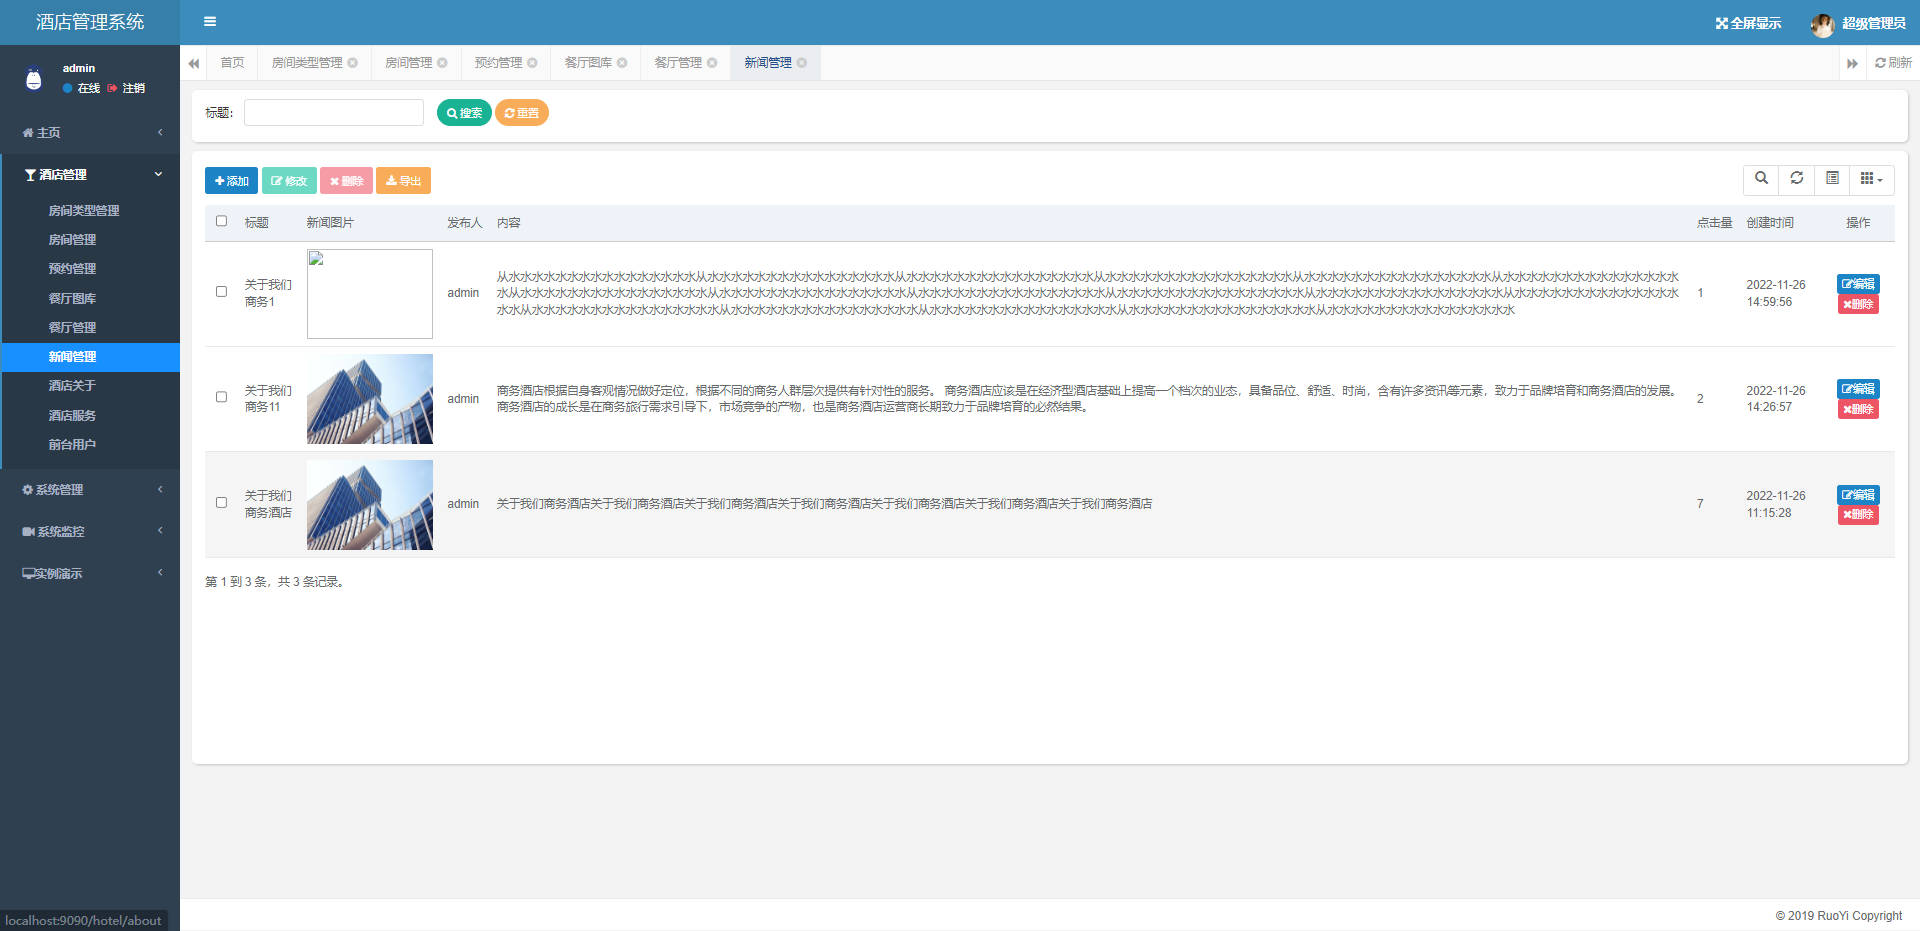 酒店管理系统
全屏显示 超级管理员
admin
在线 注销
首页 房间类型管理 房间管理 预约管理 餐厅图库 餐厅管理 新闻管理 刷新
标题： 搜索 重置
主页
酒店管理
房间类型管理
房间管理
预约管理
餐厅图库
餐厅管理
新闻管理
酒店关于
酒店服务
前台用户
系统管理
系统监控
实例演示
添加 修改 删除 导出
标题 新闻图片 发布人 内容 点击量 创建时间 操作
关于我们
商务1
admin
从水水水水水水水水水水水水水水水水从水水水水水水水水水水水水水水水水从水水水水水水水水水水水水水水水水从水水水水水水水水水水水水水水水水从水水水水水水水水水水水水水水水水从水水水水水水水水水水水水水水水
水从水水水水水水水水水水水水水水水水从水水水水水水水水水水水水水水水水从水水水水水水水水水水水水水水水水从水水水水水水水水水水水水水水水水从水水水水水水水水水水水水水水水水从水水水水水水水水水水水水水水
水水从水水水水水水水水水水水水水水水水从水水水水水水水水水水水水水水水水从水水水水水水水水水水水水水水水水从水水水水水水水水水水水水水水水水从水水水水水水水水水水水水水水水水
1
2022-11-26
14:59:56
编辑
删除
关于我们
商务11
admin
商务酒店根据自身客观情况做好定位，根据不同的商务人群层次提供有针对性的服务。 商务酒店应该是在经济型酒店基础上提高一个档次的业态，具备品位、舒适、时尚，含有许多资讯等元素，致力于品牌培育和商务酒店的发展。
商务酒店的成长是在商务旅行需求引导下，市场竞争的产物，也是商务酒店运营商长期致力于品牌培育的必然结果。
2
2022-11-26
14:26:57
编辑
删除
关于我们
商务酒店
admin
关于我们商务酒店关于我们商务酒店关于我们商务酒店关于我们商务酒店关于我们商务酒店关于我们商务酒店关于我们商务酒店
7
2022-11-26
11:15:28
编辑
删除
第 1 到 3 条，共 3 条记录。
localhost:9090/hotel/about
© 2019 RuoYi Copyright